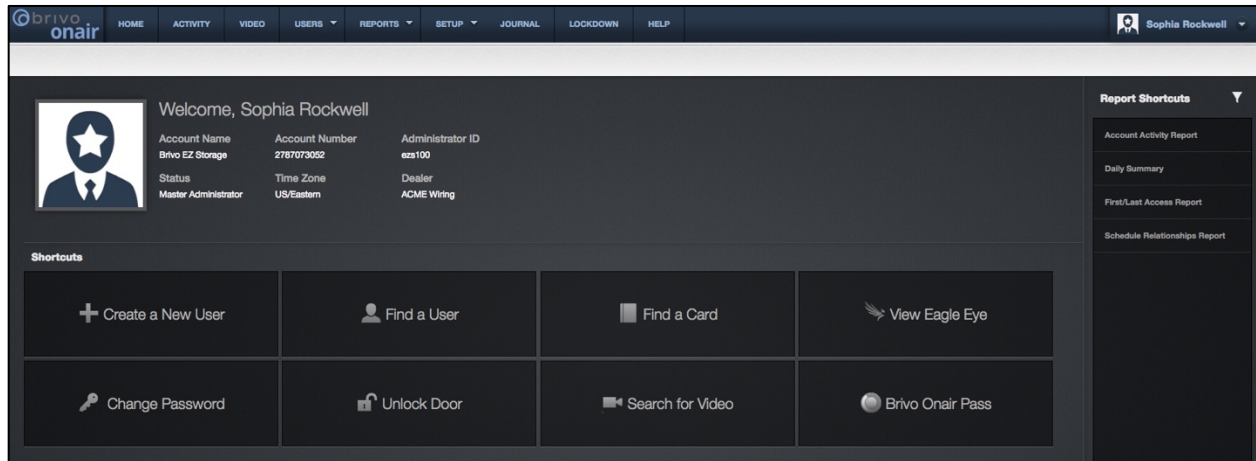 brivo
onair
HOME ACTIVITY VIDEO USERS REPORTS SETUP JOURNAL LOCKDOWN HELP Sophia Rockwell
Welcome, Sophia Rockwell
Account Name Account Number Administrator ID
Brivo EZ Storage 2787073052 ezs100
Status Time Zone Dealer
Master Administrator US/Eastern ACME Wiring
Report Shortcuts
Account Activity Report
Daily Summary
First/Last Access Report
Schedule Relationships Report
Shortcuts
Create a New User Find a User Find a Card View Eagle Eye
Change Password Unlock Door Search for Video Brivo Onair Pass